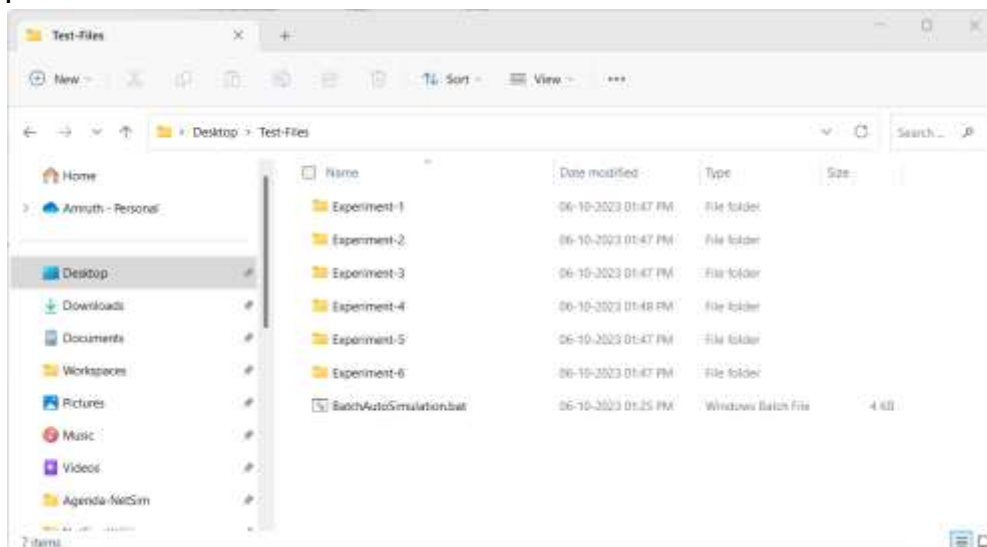 Test-Files
New
Sort
View
Desktop > Test-Files
Search...
Home
Name
Date modified
Type
Size
Amruth - Personal
Experiment-1
06-10-2023 01:47 PM
File folder
Experiment-2
06-10-2023 01:47 PM
File folder
Desktop
Experiment-3
06-10-2023 01:47 PM
File folder
Downloads
Experiment-4
06-10-2023 01:48 PM
File folder
Documents
Experiment-5
06-10-2023 01:47 PM
File folder
Workspaces
Experiment-6
06-10-2023 01:47 PM
File folder
Pictures
BatchAutoSimulation.bat
06-10-2023 01:25 PM
Windows Batch File
4 KB
Music
Videos
Agenda-NetSim
7 items